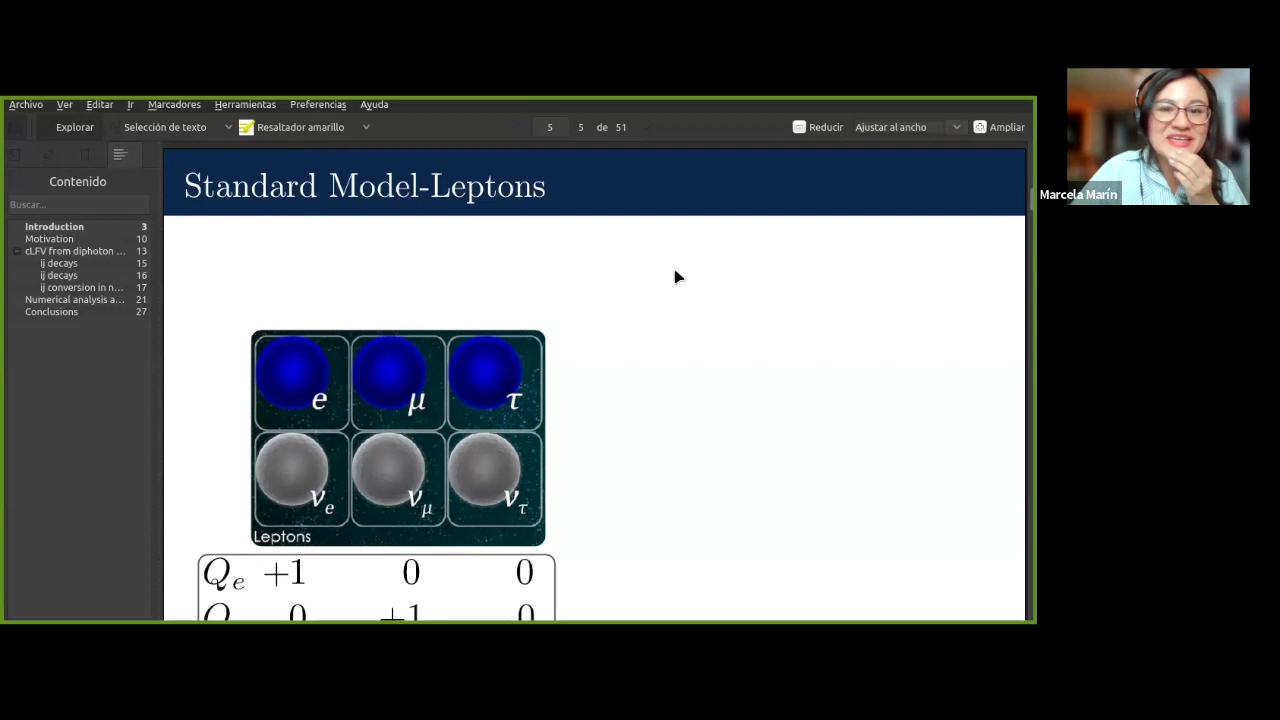 Archivo Ver Editar Ir Marcadores Herramientas Preferencias Ayuda
Explorar Selección de texto Resaltador amarillo 5 5 de 51 Reducir Ajustar al ancho Ampliar
Contenido
Buscar...
Introduction 3
Motivation 10
cLFV from diphoton ... 13
ij decays 15
ij decays 16
ij conversion in n... 17
Numerical analysis a... 21
Conclusions 27
Standard Model-Leptons
e μ τ
νe νμ ντ
Leptons
Qe +1 0 0
0 +1 0
Marcela Marín